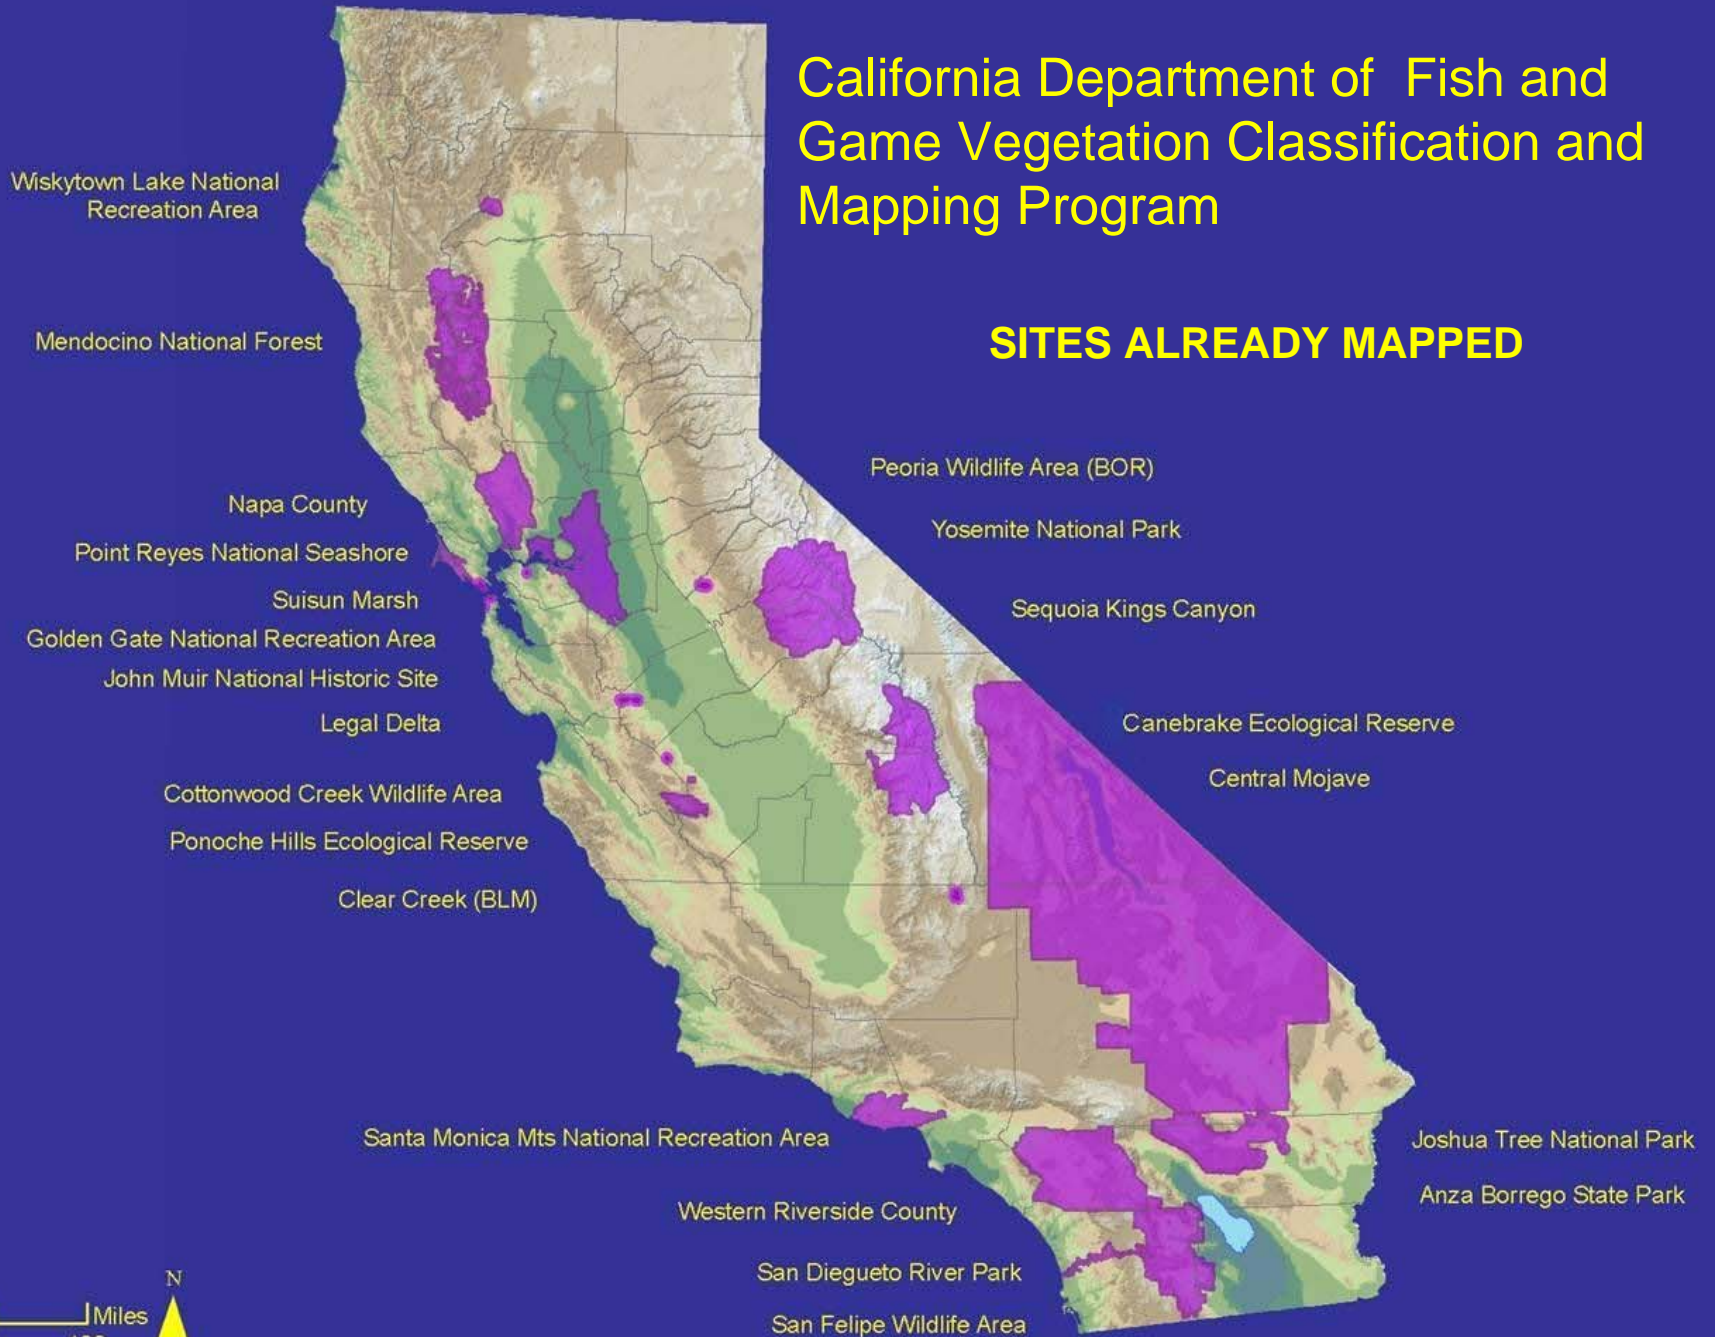 California Department of Fish and
Game Vegetation Classification and
Mapping Program
SITES ALREADY MAPPED
Wiskytown Lake National
Recreation Area
Mendocino National Forest
Napa County
Point Reyes National Seashore
Suisun Marsh
Golden Gate National Recreation Area
John Muir National Historic Site
Legal Delta
Cottonwood Creek Wildlife Area
Ponoche Hills Ecological Reserve
Clear Creek (BLM)
Peoria Wildlife Area (BOR)
Yosemite National Park
Sequoia Kings Canyon
Canebrake Ecological Reserve
Central Mojave
Santa Monica Mts National Recreation Area
Western Riverside County
San Diegueto River Park
San Felipe Wildlife Area
Joshua Tree National Park
Anza Borrego State Park
N
Miles